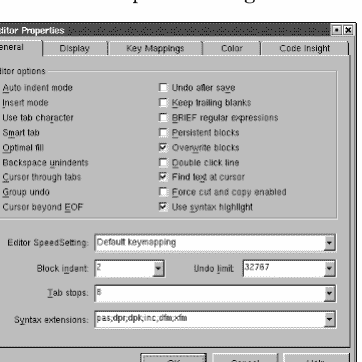 ditor Properties
eneral Display Key Mappings Color Code Insight
ditor options
Auto indent mode
Insert mode
Use tab character
Smart tab
Optimal fill
Backspace unindents
Cursor through tabs
Group undo
Cursor beyond EOF
Undo after save
Keep trailing blanks
BRIEF regular expressions
Persistent blocks
Overwrite blocks
Double click line
Find text at cursor
Force cut and copy enabled
Use syntax highlight
Editor SpeedSetting: Default keymapping
Block indent: 2 Undo limit: 32767
Tab stops: 8
Syntax extensions: pas;dpr;dpk;inc;dfm;xfm